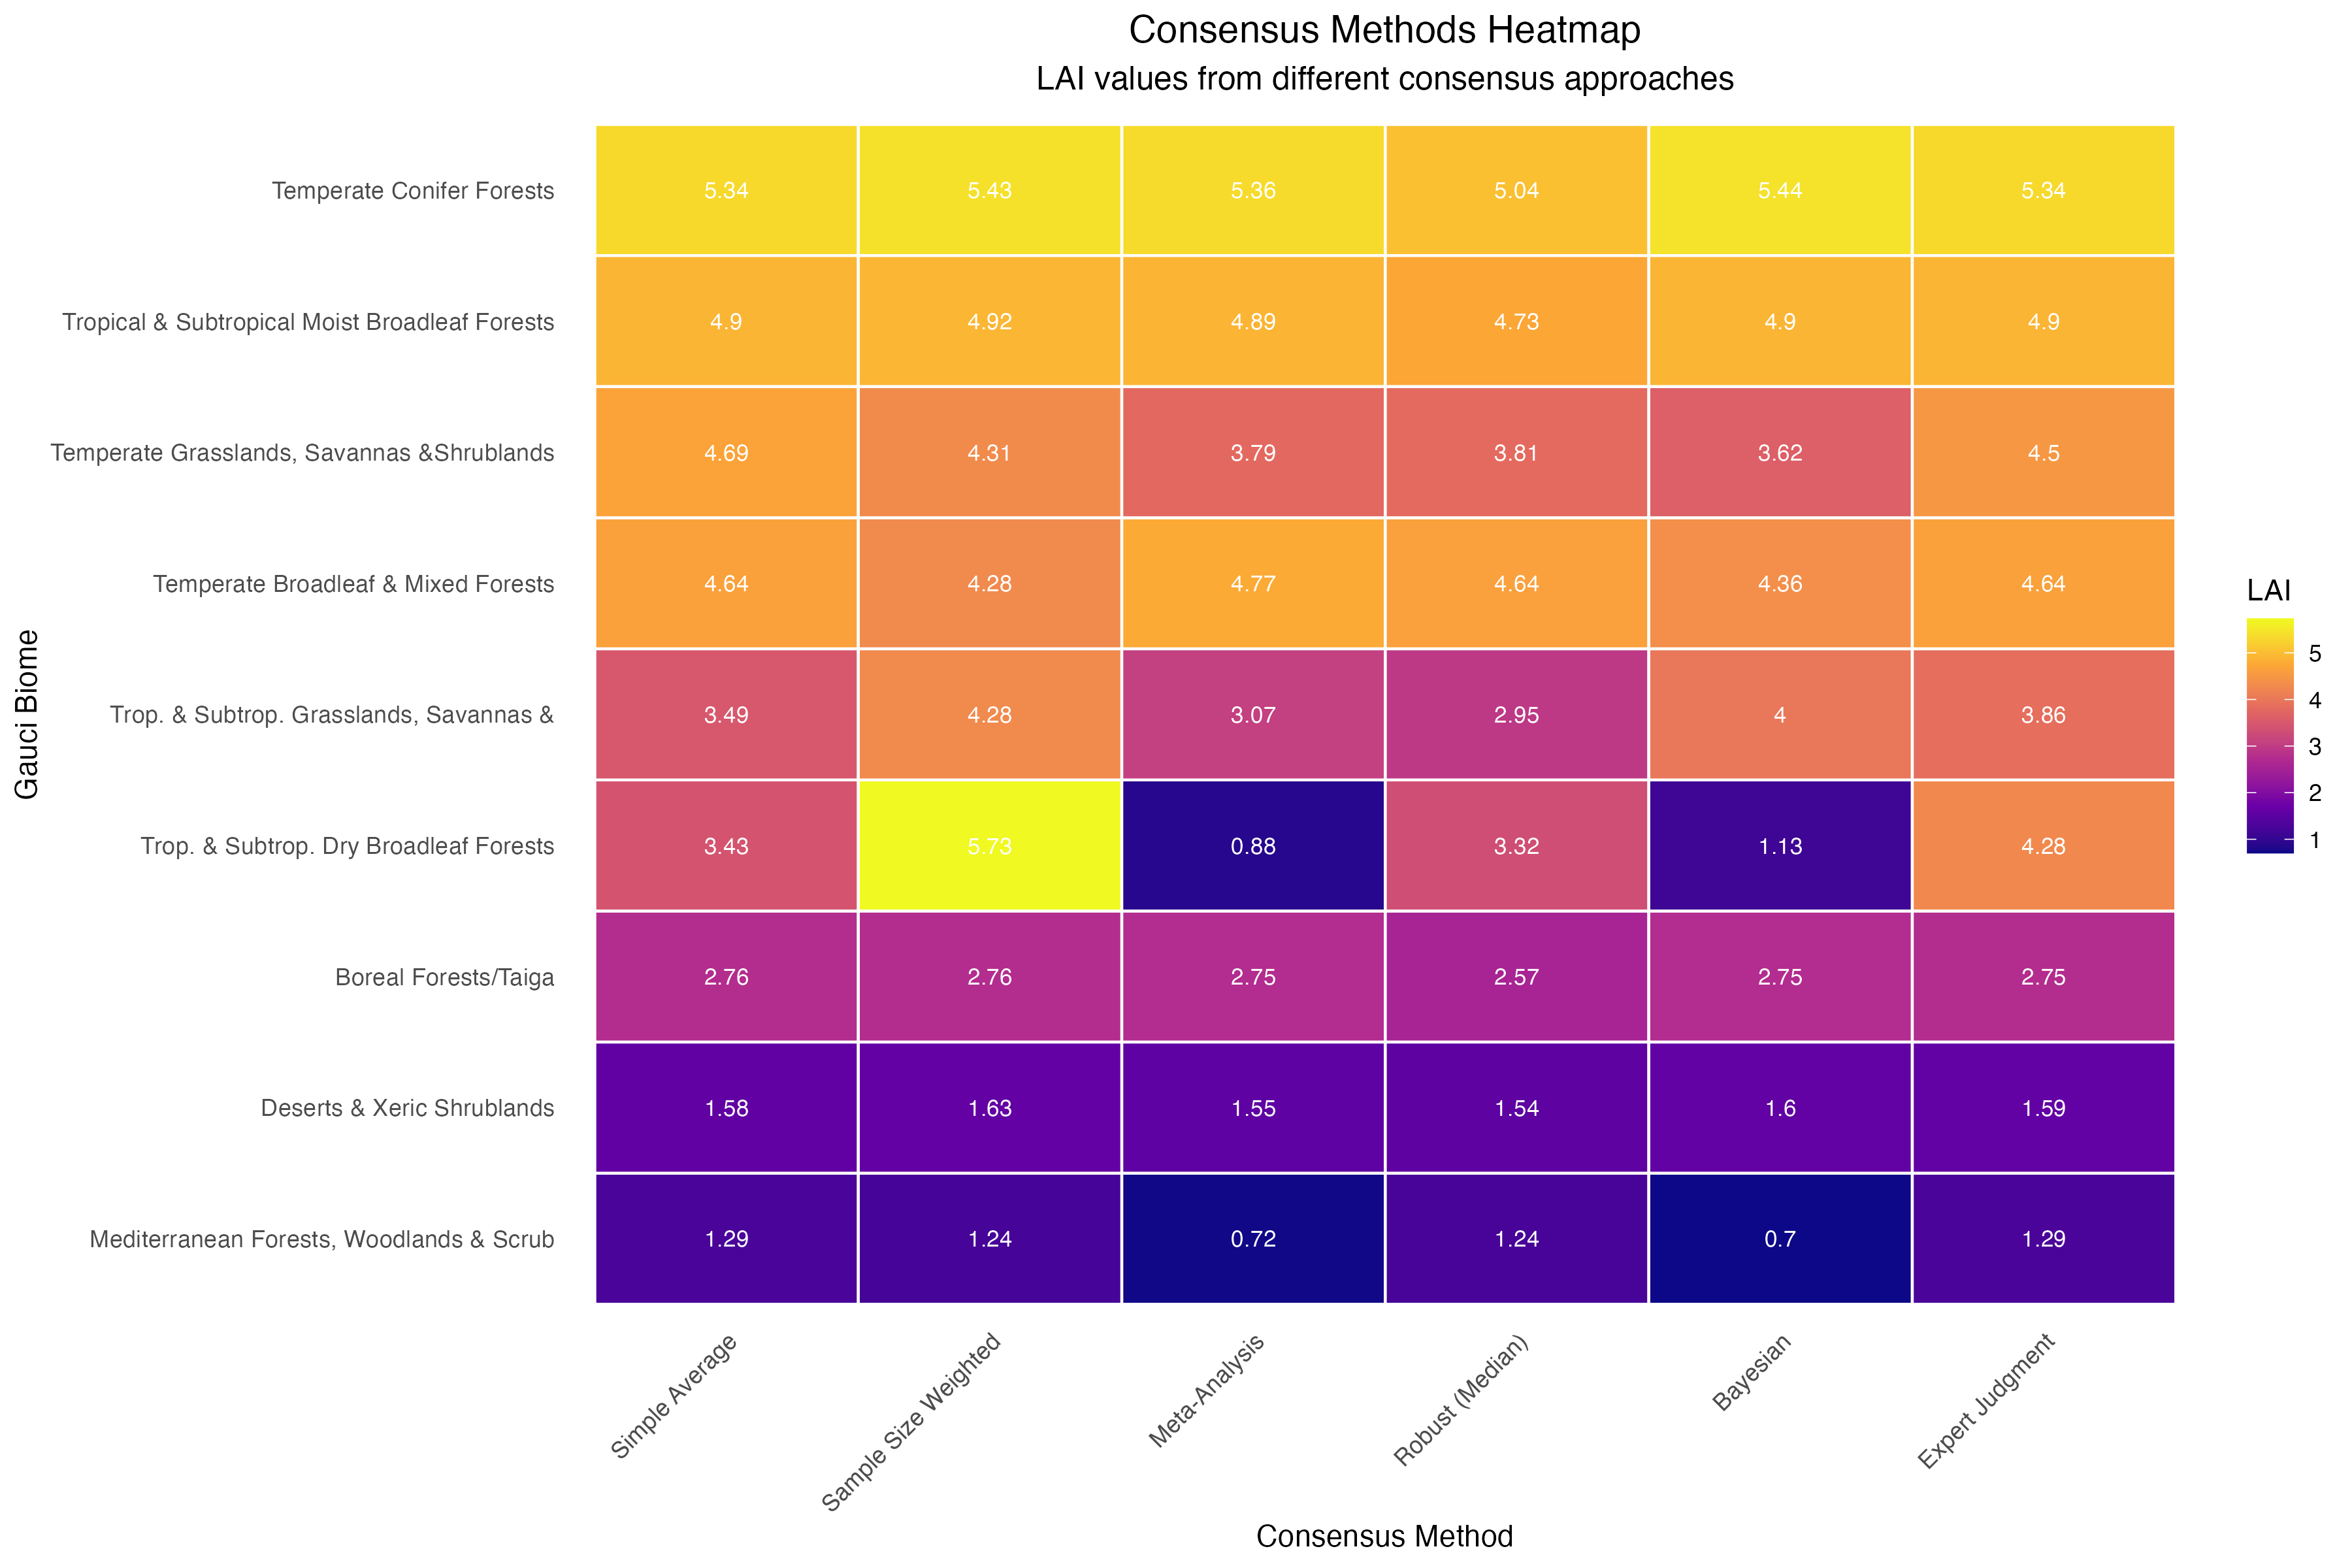 Consensus Methods Heatmap
LAI values from different consensus approaches
Gauci Biome
Temperate Conifer Forests 5.34 5.43 5.36 5.04 5.44 5.34
Tropical & Subtropical Moist Broadleaf Forests 4.9 4.92 4.89 4.73 4.9 4.9
Temperate Grasslands, Savannas &Shrublands 4.69 4.31 3.79 3.81 3.62 4.5
Temperate Broadleaf & Mixed Forests 4.64 4.28 4.77 4.64 4.36 4.64
Trop. & Subtrop. Grasslands, Savannas & 3.49 4.28 3.07 2.95 4 3.86
Trop. & Subtrop. Dry Broadleaf Forests 3.43 5.73 0.88 3.32 1.13 4.28
Boreal Forests/Taiga 2.76 2.76 2.75 2.57 2.75 2.75
Deserts & Xeric Shrublands 1.58 1.63 1.55 1.54 1.6 1.59
Mediterranean Forests, Woodlands & Scrub 1.29 1.24 0.72 1.24 0.7 1.29
Simple Average
Sample Size Weighted
Meta-Analysis
Robust (Median)
Bayesian
Expert Judgment
Consensus Method
LAI
5
4
3
2
1